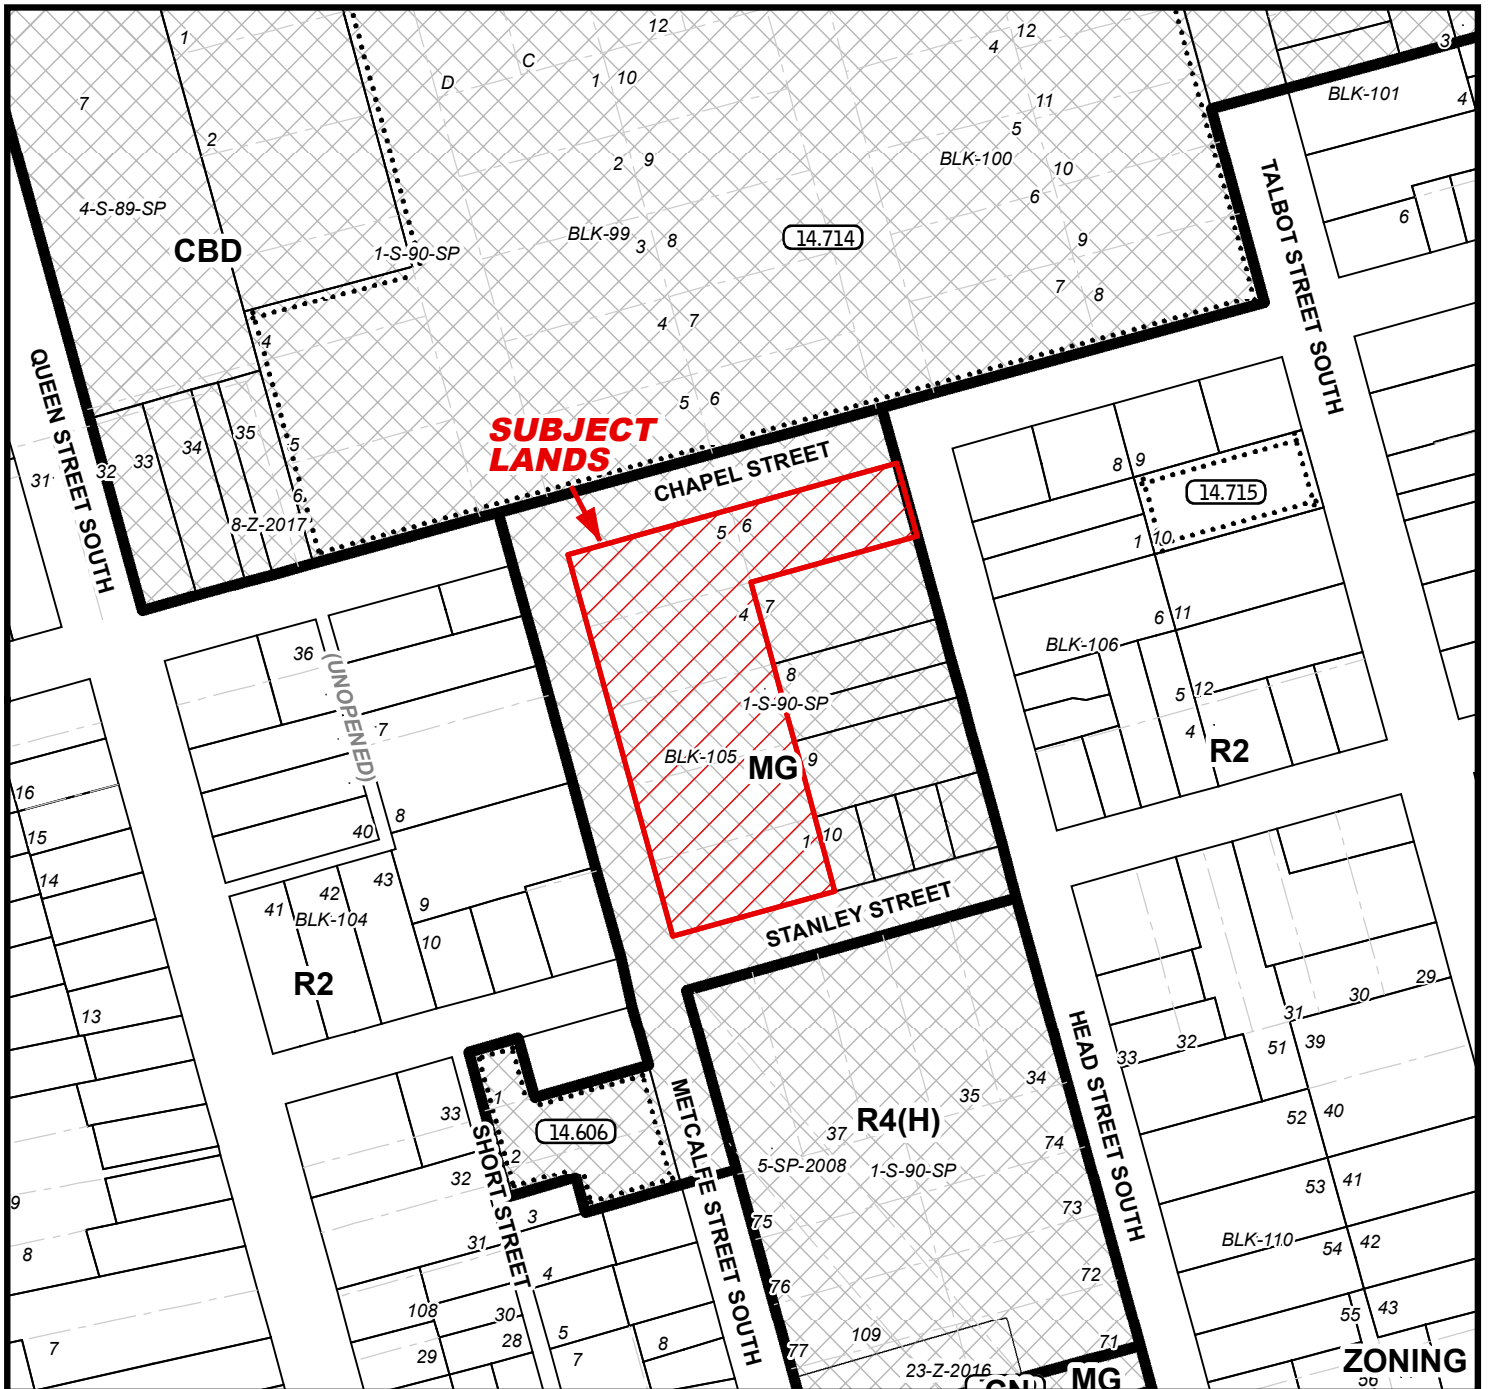 1
12
12
4
3
C
D
1 10
BLK-101
4
7
11
5
2
2 9
BLK-100
10
6
4-S-89-SP
6
TALBOT STREET SOUTH
CBD
1-S-90-SP
BLK-99
3 8
14.714
9
7
8
4 7
4
QUEEN STREET SOUTH
5 6
35
34
33
32
31
5
6
8-Z-2017
SUBJECT
LANDS
CHAPEL STREET
8 9
14.715
5 6
1 10
4 7
6 11
36
(UNOPENED)
BLK-106
8
5 12
1-S-90-SP
7
4
R2
BLK-105
MG
9
16
15
40
8
1 10
14
43
42
41
BLK-104
9
10
STANLEY STREET
R2
29
30
31
13
32
33
51 39
HEAD STREET SOUTH
34
35
1
33
52 40
R4(H)
37
14.606
METCALFE STREET SOUTH
SHORT STREET
2
5-SP-2008
1-S-90-SP
74
32
53 41
9
3
75
73
31
8
BLK-110
54 42
4
76
72
108
30
55 43
28
5
8
109
71
7
29
7
77
23-Z-2016
MG
ZONING